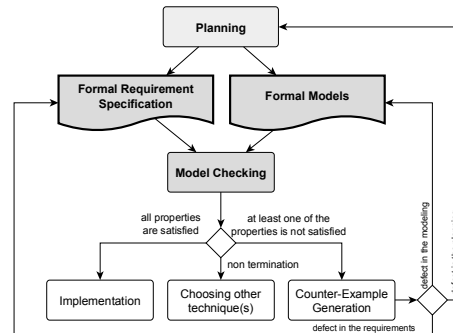 Planning
Formal Requirement
Specification
Formal Models
Model Checking
all properties
are satisfied
at least one of the
properties is not satisfied
non termination
Implementation
Choosing other
technique(s)
Counter-Example
Generation
defect in the modeling
defect in the requirements